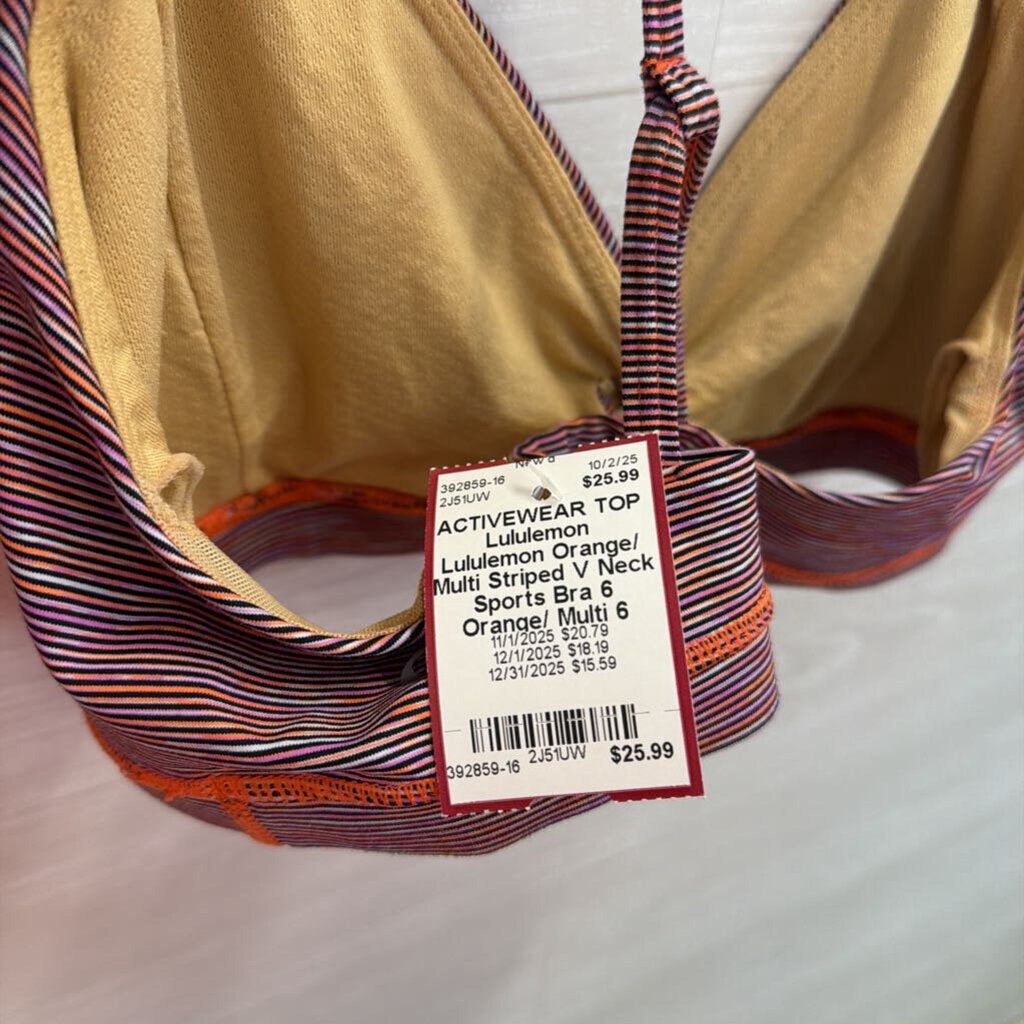 10/2/25
392859-16
$25.99
2J51UW
ACTIVEWEAR TOP
Lululemon
Lululemon Orange/
Multi Striped V Neck
Sports Bra 6
Orange/ Multi 6
11/1/2025 $20.79
12/1/2025 $18.19
12/31/2025 $15.59
392859-16 2J51UW $25.99